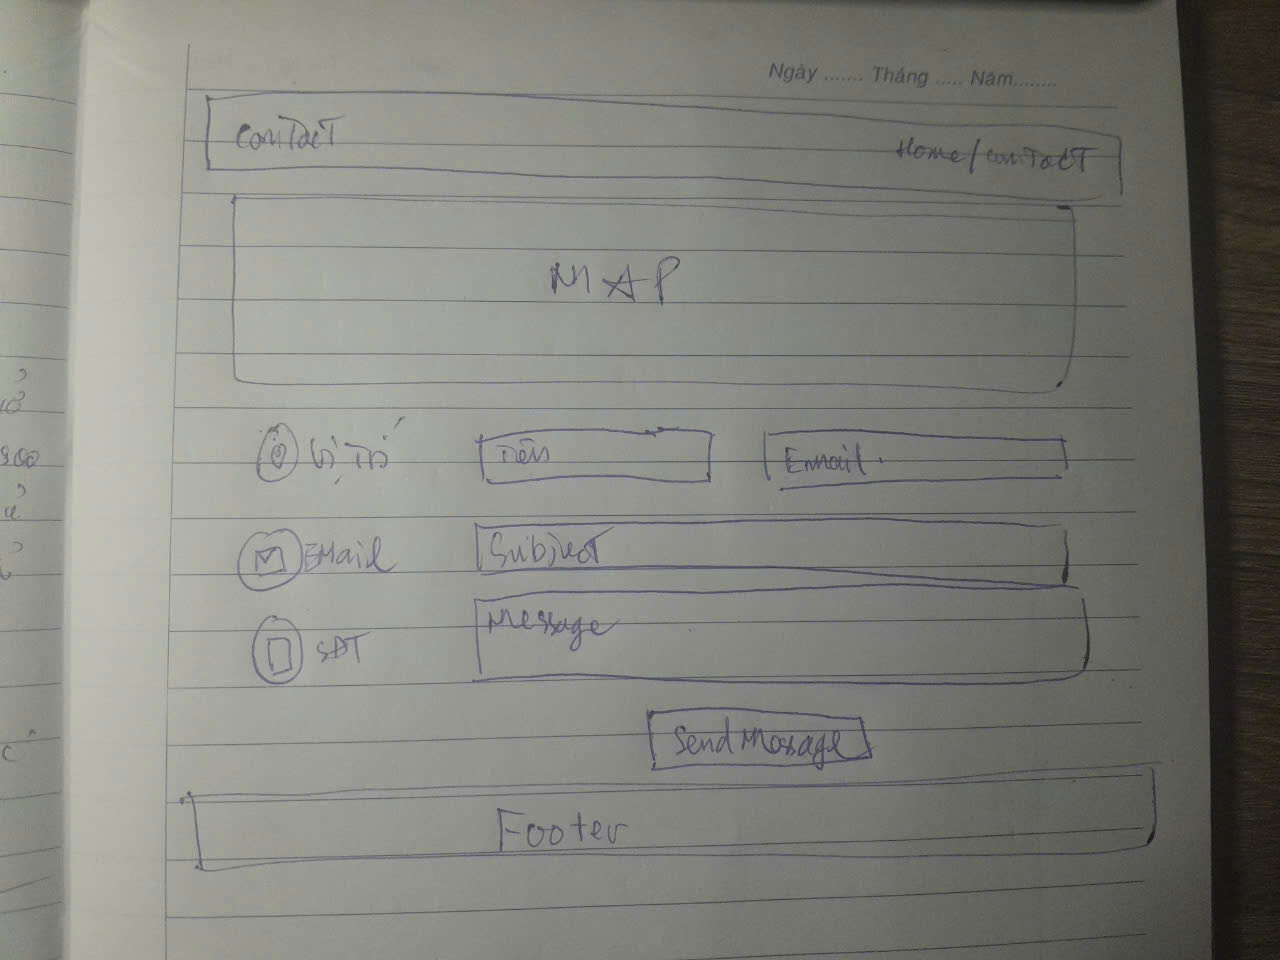 Ngày ....... Tháng ..... Năm........
Contact Home/contact
MAP
Vị Trí Tên Email.
EMail Subject
SĐT Message
Send Message
Footer